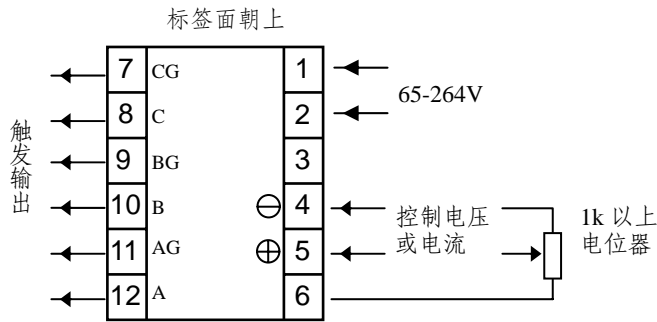 标签面朝上
7 CG 1
8 C 2
65-264V
9 BG 3
10 B ⊖ 4
11 AG ⊕ 5
12 A 6
触发输出
控制电压
或电流
1k 以上
电位器